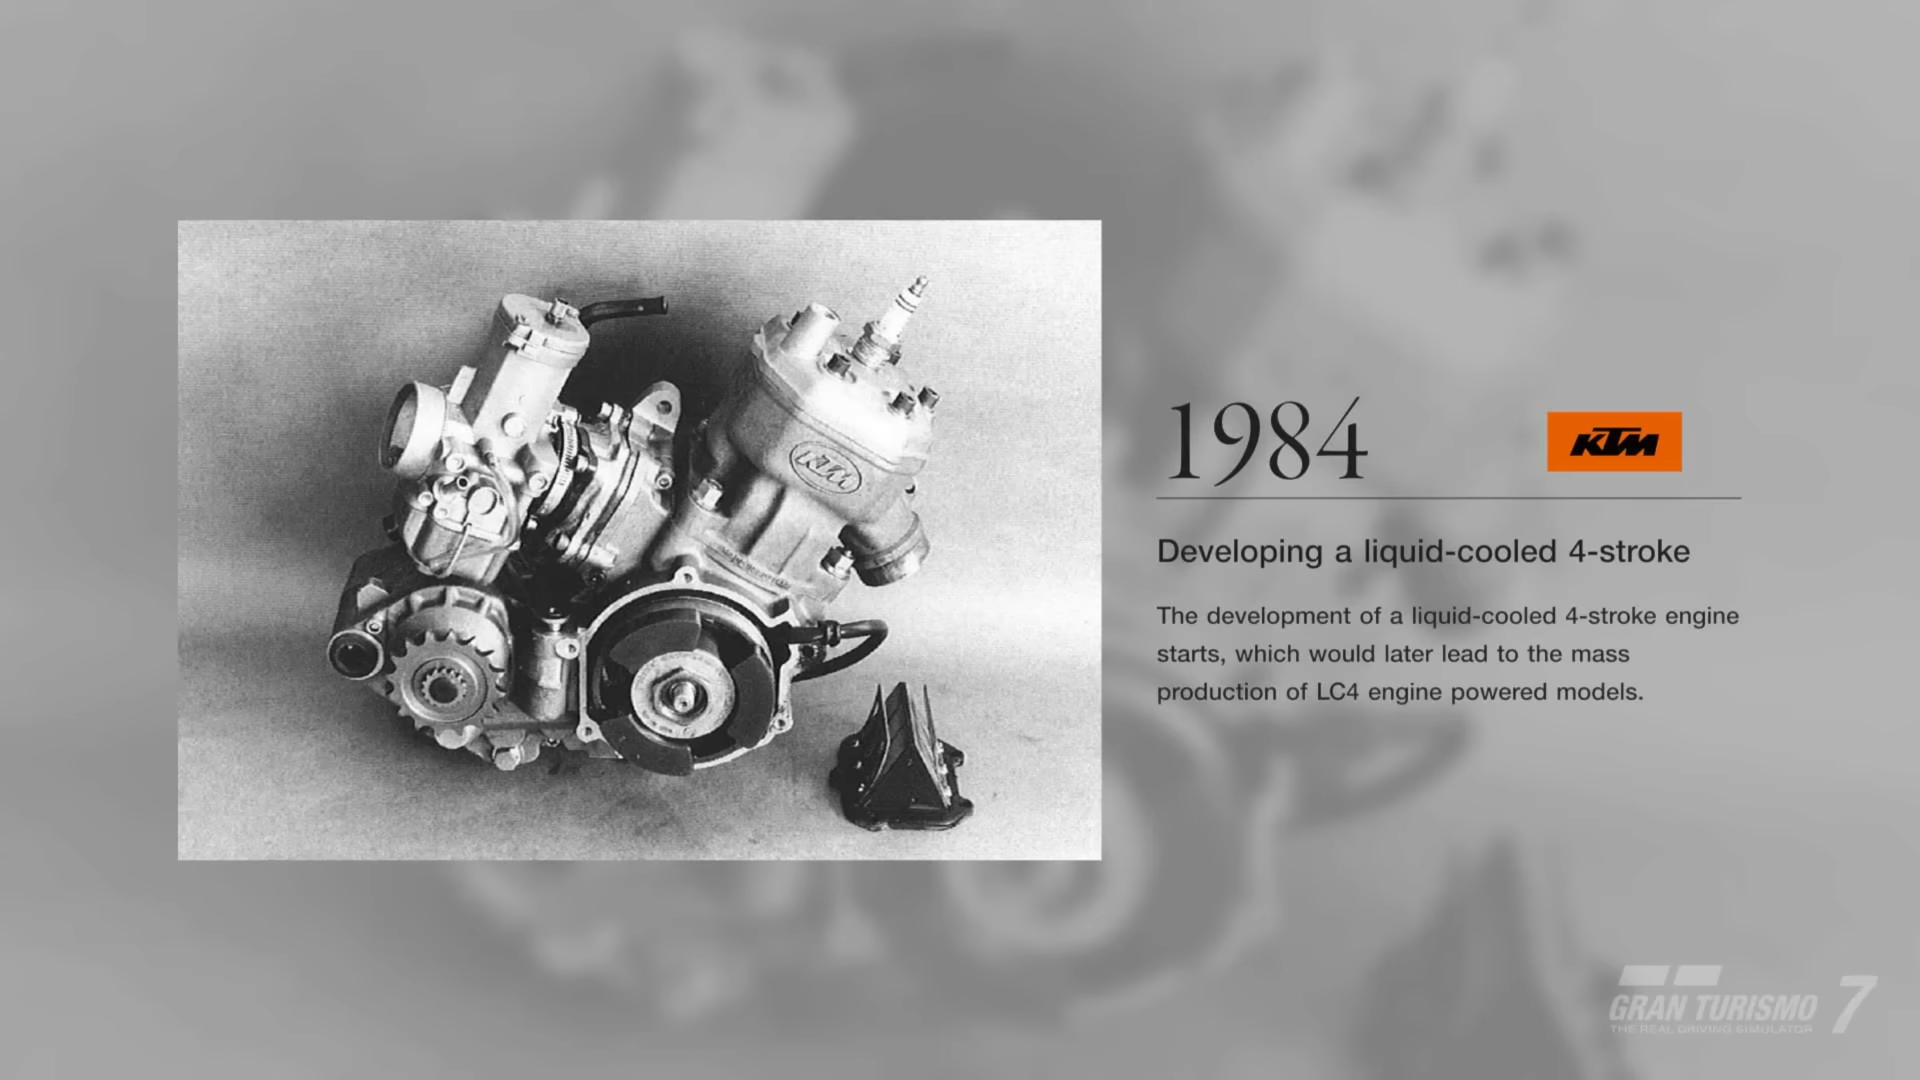 KTM
1984
KTM
Developing a liquid-cooled 4-stroke
The development of a liquid-cooled 4-stroke engine
starts, which would later lead to the mass
production of LC4 engine powered models.
GRAN TURISMO 7
THE REAL DRIVING SIMULATOR